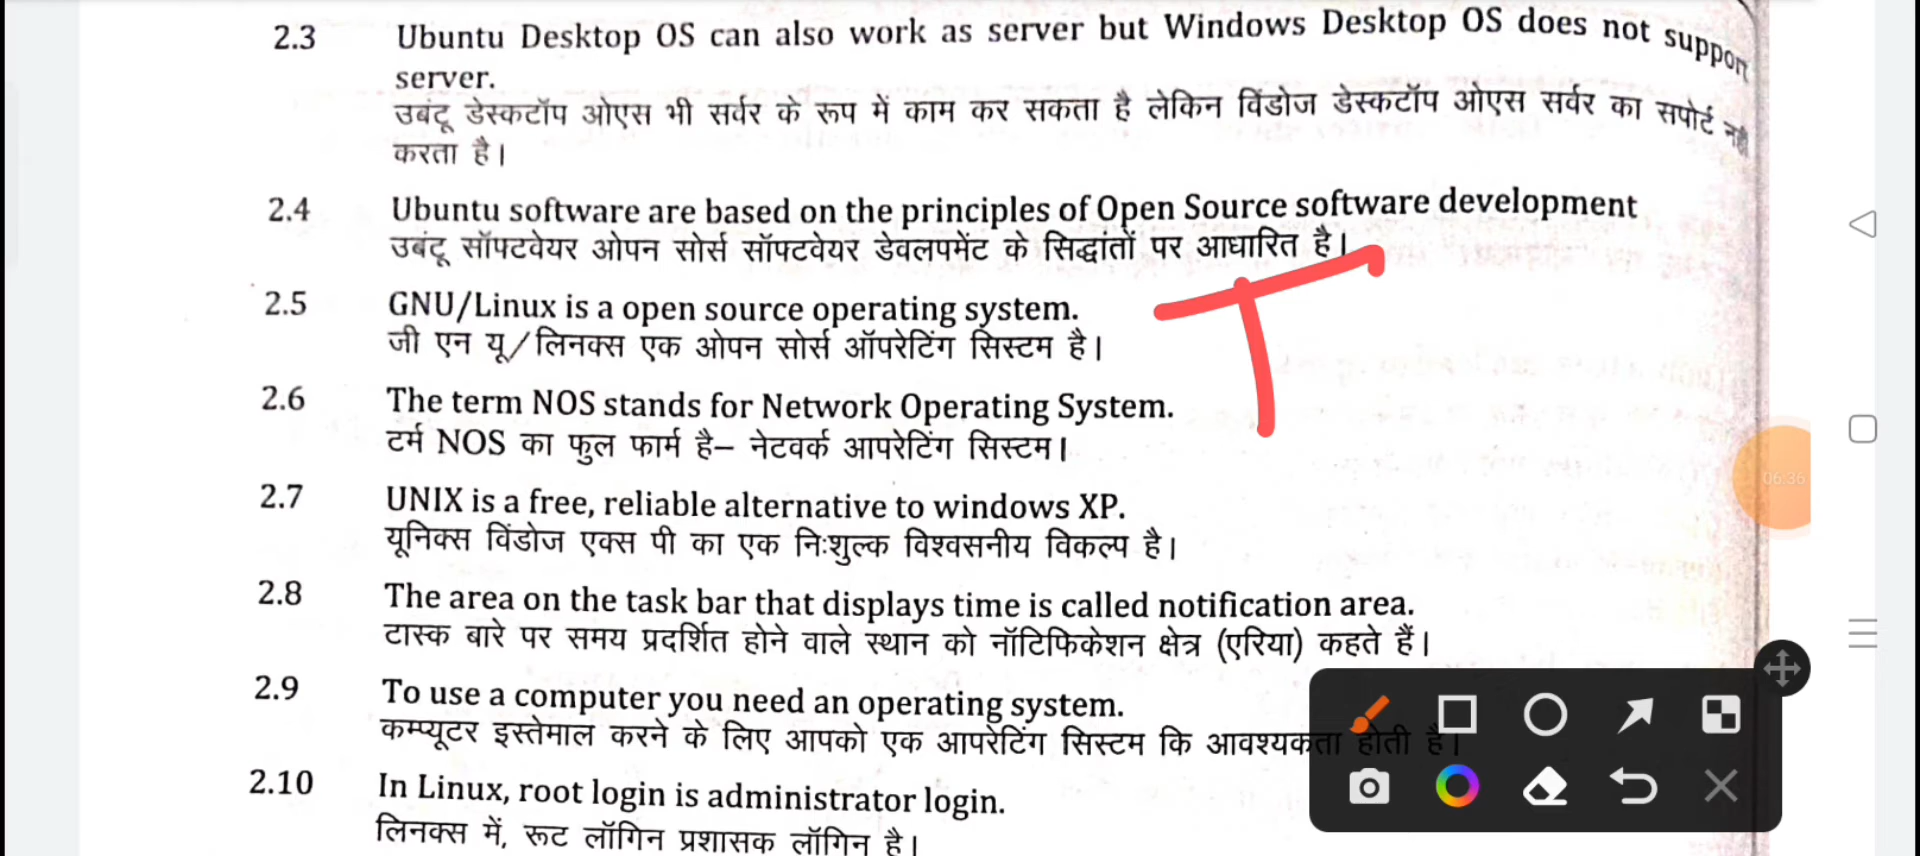 2.3 Ubuntu Desktop OS can also work as server but Windows Desktop OS does not support
server.
उबंटू डेस्कटॉप ओएस भी सर्वर के रूप में काम कर सकता है लेकिन विंडोज डेस्कटॉप ओएस सर्वर का सपोर्ट नहीं
करता है।
2.4 Ubuntu software are based on the principles of Open Source software development
उबंटू सॉफ्टवेयर ओपन सोर्स सॉफ्टवेयर डेवलपमेंट के सिद्धांतों पर आधारित है।
T
2.5 GNU/Linux is a open source operating system.
जी एन यू/लिनक्स एक ओपन सोर्स ऑपरेटिंग सिस्टम है।
2.6 The term NOS stands for Network Operating System.
टर्म NOS का फुल फार्म है– नेटवर्क आपरेटिंग सिस्टम।
06:36
2.7 UNIX is a free, reliable alternative to windows XP.
यूनिक्स विंडोज एक्स पी का एक निःशुल्क विश्वसनीय विकल्प है।
2.8 The area on the task bar that displays time is called notification area.
टास्क बारे पर समय प्रदर्शित होने वाले स्थान को नॉटिफिकेशन क्षेत्र (एरिया) कहते हैं।
2.9 To use a computer you need an operating system.
कम्प्यूटर इस्तेमाल करने के लिए आपको एक आपरेटिंग सिस्टम कि आवश्यकता होती है।
2.10 In Linux, root login is administrator login.
लिनक्स में, रूट लॉगिन प्रशासक लॉगिन है।